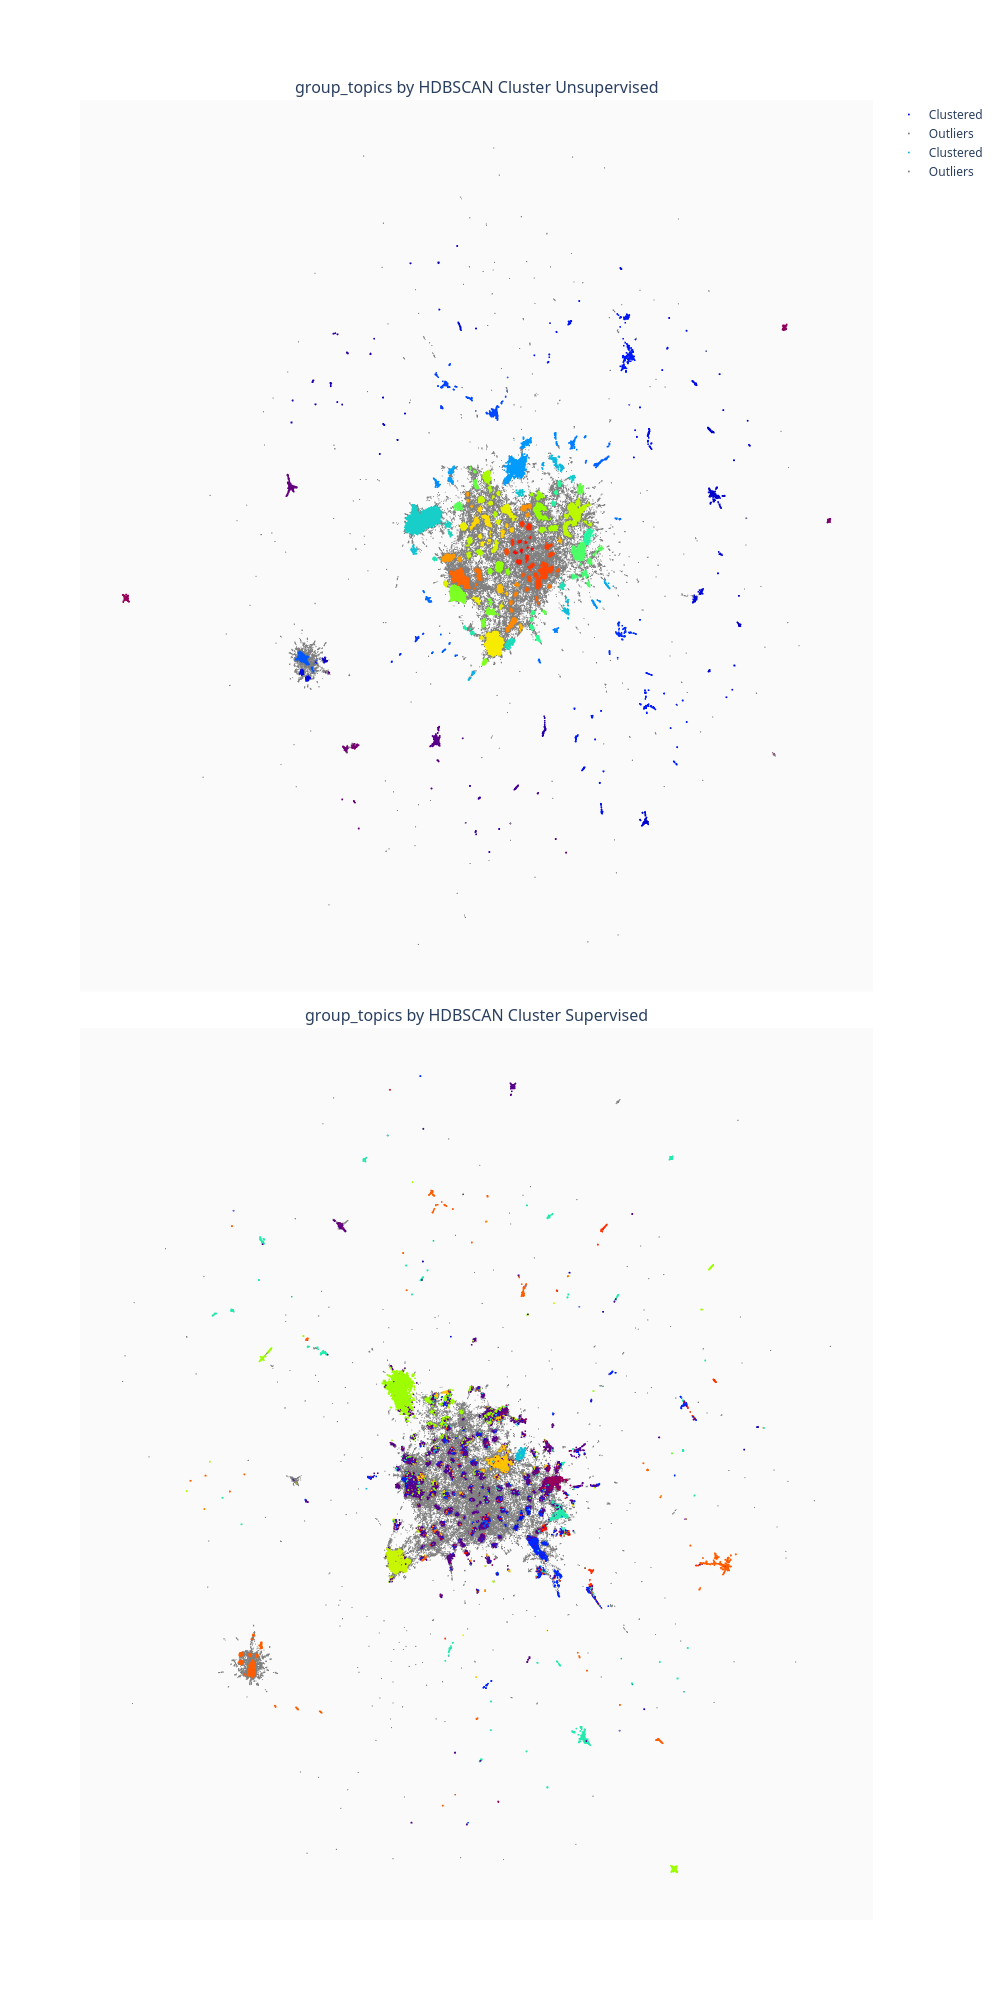 group_topics by HDBSCAN Cluster Unsupervised
Clustered
Outliers
Clustered
Outliers
group_topics by HDBSCAN Cluster Supervised